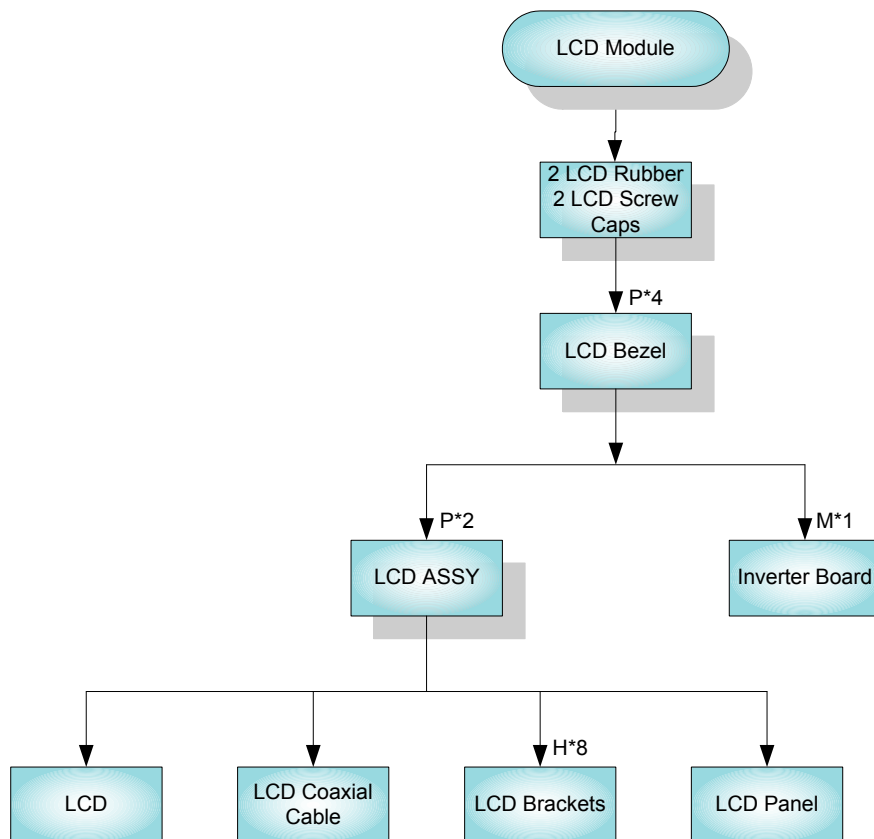 LCD Module
2 LCD Rubber
2 LCD Screw
Caps
P*4
LCD Bezel
P*2
M*1
LCD ASSY
Inverter Board
H*8
LCD
LCD Coaxial
Cable
LCD Brackets
LCD Panel